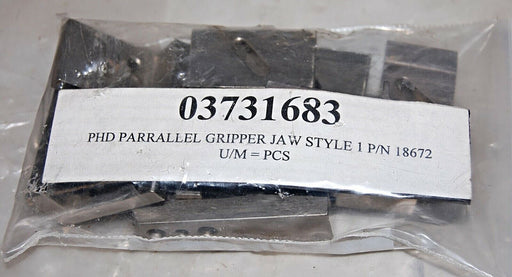 03731683
PHD PARRALLEL GRIPPER JAW STYLE 1 P/N 18672
U/M = PCS